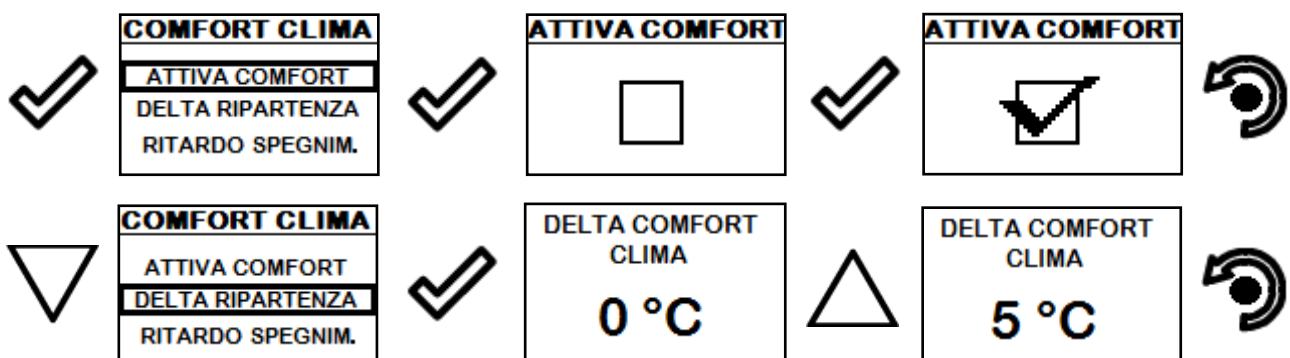 COMFORT CLIMA
ATTIVA COMFORT
DELTA RIPARTENZA
RITARDO SPEGNIM.
ATTIVA COMFORT
ATTIVA COMFORT
COMFORT CLIMA
ATTIVA COMFORT
DELTA RIPARTENZA
RITARDO SPEGNIM.
DELTA COMFORT
CLIMA
0 °C
DELTA COMFORT
CLIMA
5 °C